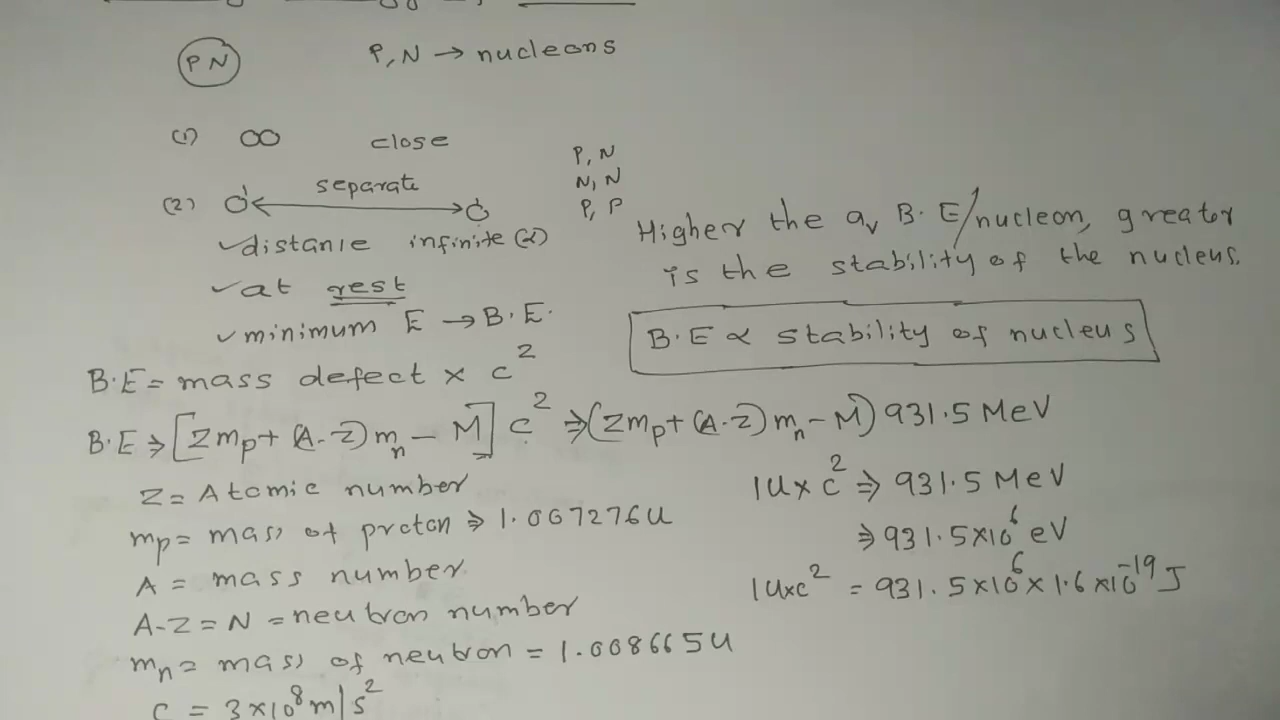 PN
P, N → nucleons
(1) close
(2) separate
P, N
N, N
P, P
✓distanie infinite (α)
✓at rest
✓minimum E → B.E.
Higher the av B.E/nucleon, greater
is the stability of the nucleus.
B.E α stability of nucleus
B.E = mass defect × c²
B.E ⇒ [Zmp + (A-Z)mn - M] c² ⇒ (Zmp + (A-Z)mn - M) 931.5 MeV
Z = Atomic number
mp = mass of proton ⇒ 1.007276u
A = mass number
A-Z = N = neutron number
mn = mass of neutron = 1.008665u
c = 3×10⁸m/s²
1u×c² ⇒ 931.5 MeV
⇒ 931.5×10⁶ eV
1u×c² = 931.5×10⁶×1.6×10⁻¹⁹J